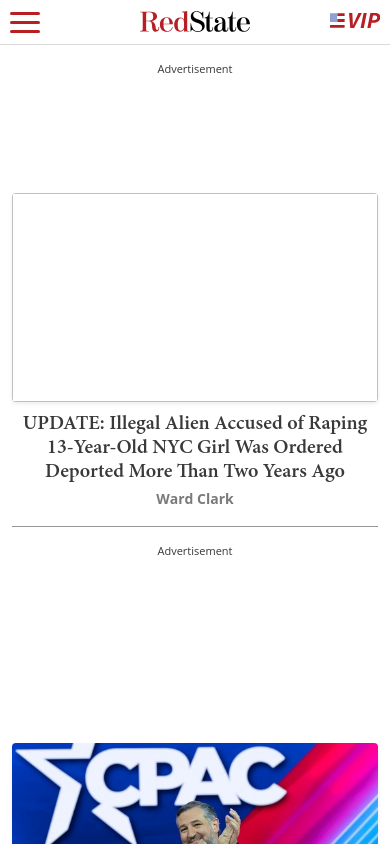 RedState
VIP
Advertisement
UPDATE: Illegal Alien Accused of Raping
13-Year-Old NYC Girl Was Ordered
Deported More Than Two Years Ago
Ward Clark
Advertisement
CPAC